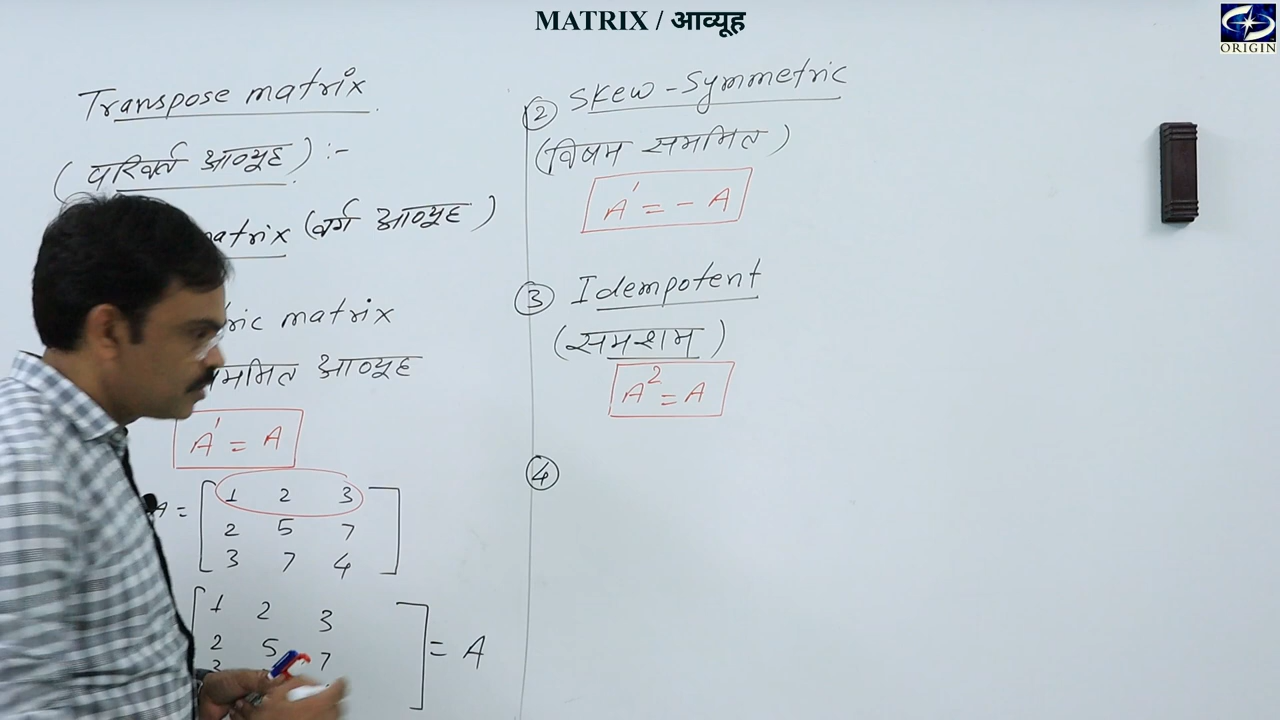 MATRIX / आव्यूह
ORIGIN
Transpose matrix
(परिवर्त आव्यूह) :-
atrix (वर्ग आव्यूह)
ric matrix
ममित आव्यूह
A' = A
A = [ 1 2 3
2 5 7
3 7 4 ]
[ 1 2 3
2 5 7 ] = A
② Skew-Symmetric
(विषम सममित)
A' = - A
③ Idempotent
(समशम)
A² = A
④